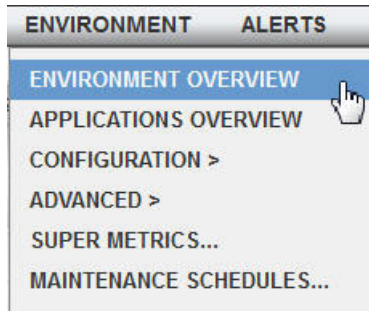 ENVIRONMENT ALERTS
ENVIRONMENT OVERVIEW
APPLICATIONS OVERVIEW
CONFIGURATION >
ADVANCED >
SUPER METRICS...
MAINTENANCE SCHEDULES...